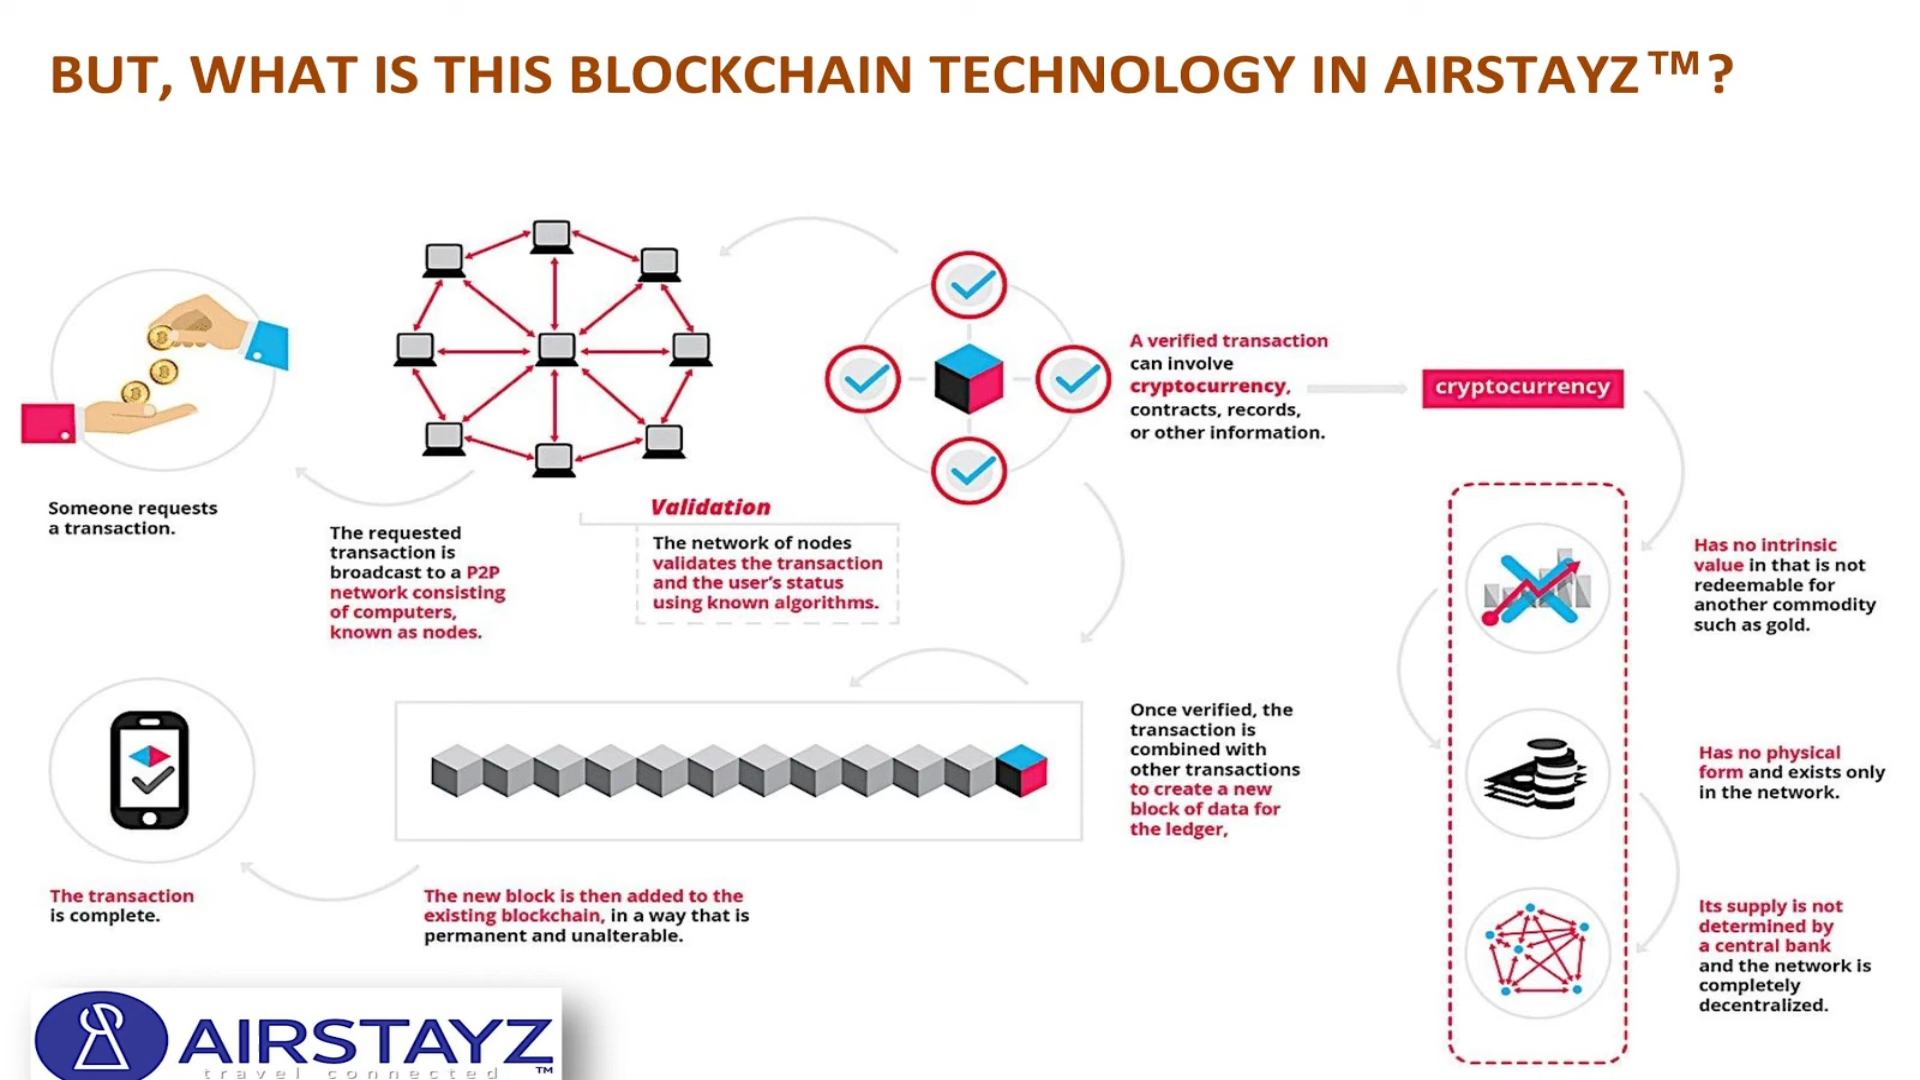 BUT, WHAT IS THIS BLOCKCHAIN TECHNOLOGY IN AIRSTAYZ™?
Someone requests
a transaction.
The requested
transaction is
broadcast to a P2P
network consisting
of computers,
known as nodes.
Validation
The network of nodes
validates the transaction
and the user's status
using known algorithms.
A verified transaction
can involve
cryptocurrency,
contracts, records,
or other information.
cryptocurrency
Has no intrinsic
value in that is not
redeemable for
another commodity
such as gold.
Has no physical
form and exists only
in the network.
Its supply is not
determined by
a central bank
and the network is
completely
decentralized.
Once verified, the
transaction is
combined with
other transactions
to create a new
block of data for
the ledger,
The new block is then added to the
existing blockchain, in a way that is
permanent and unalterable.
The transaction
is complete.
AIRSTAYZ™
travel connected